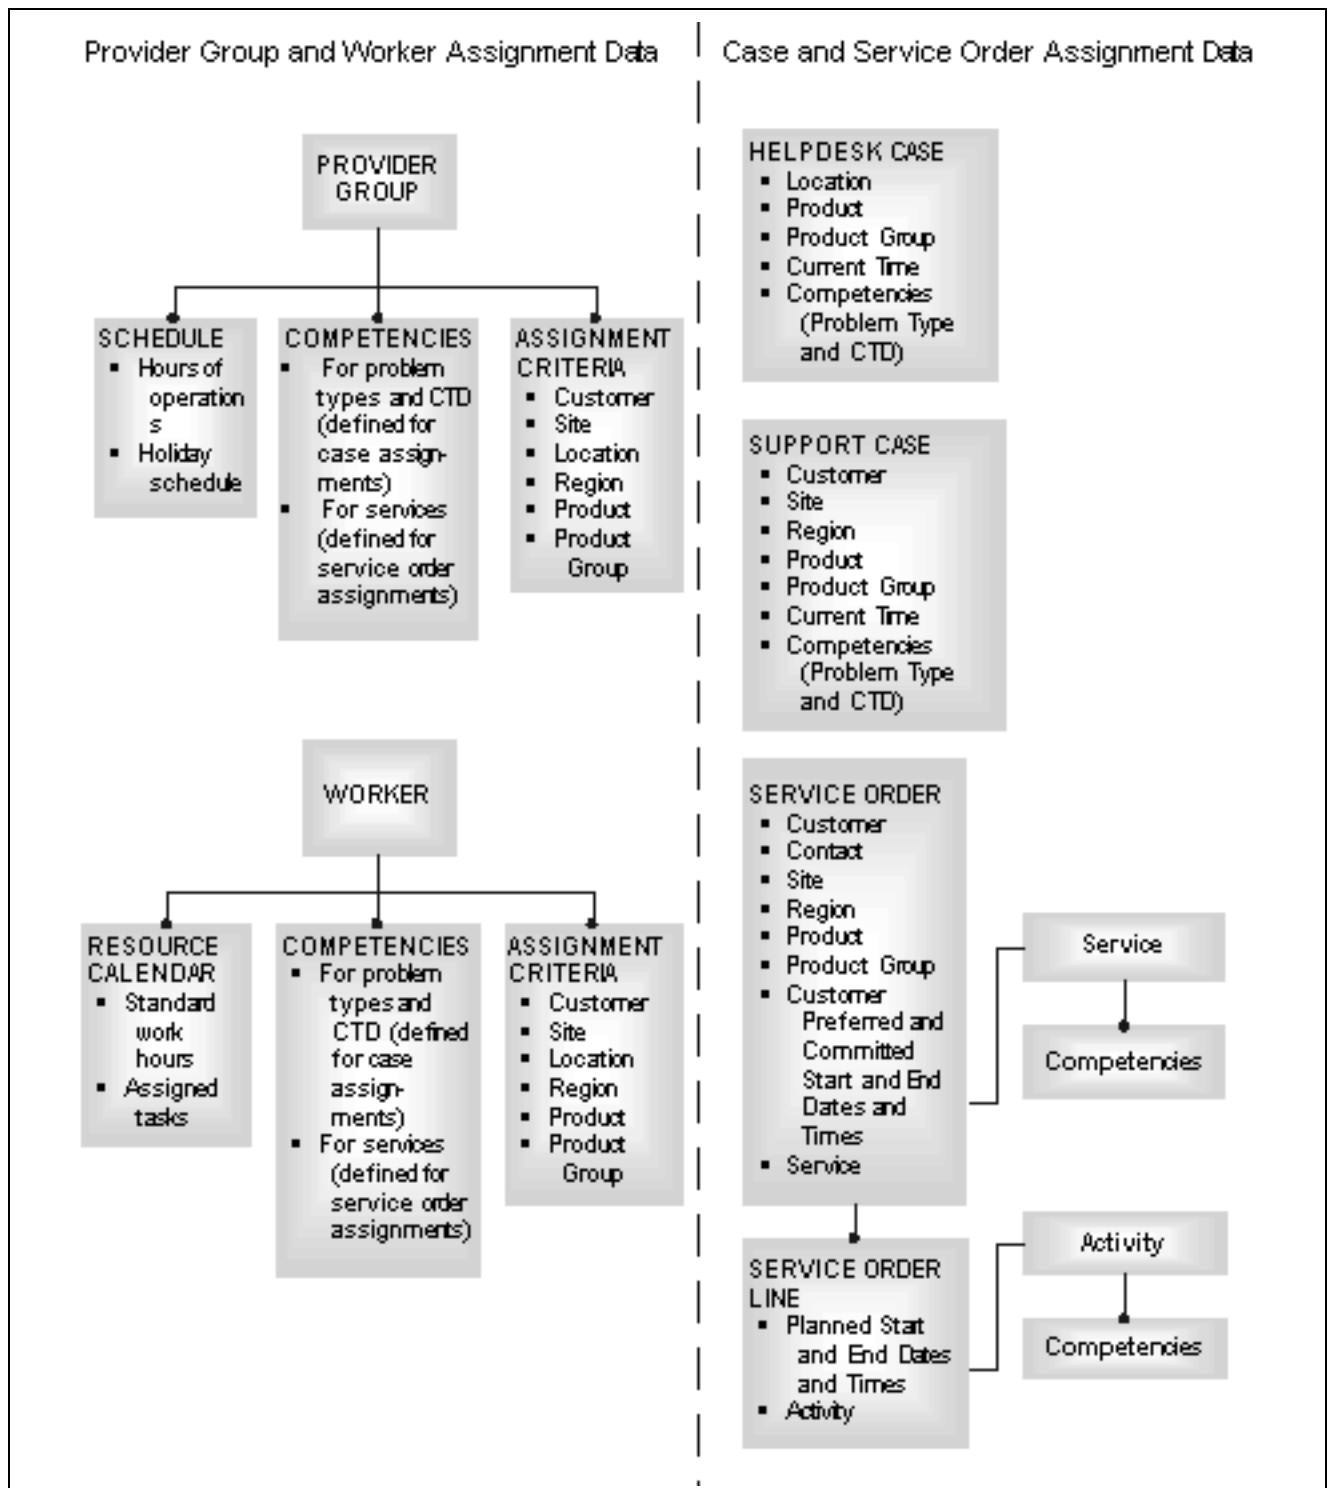 Provider Group and Worker Assignment Data
Case and Service Order Assignment Data
PROVIDER
GROUP
SCHEDULE
▪ Hours of
operation
s
▪ Holiday
schedule
COMPETENCIES
▪ For problem
types and CTD
(defined for
case assign-
ments)
▪ For services
(defined for
service order
assignments)
ASSIGNMENT
CRITERIA
▪ Customer
▪ Site
▪ Location
▪ Region
▪ Product
▪ Product
Group
WORKER
RESOURCE
CALENDAR
▪ Standard
work
hours
▪ Assigned
tasks
COMPETENCIES
▪ For problem
types and
CTD (defined
for case
assign-
ments)
▪ For services
(defined for
service order
assignments)
ASSIGNMENT
CRITERIA
▪ Customer
▪ Site
▪ Location
▪ Region
▪ Product
▪ Product
Group
HELPDESK CASE
▪ Location
▪ Product
▪ Product Group
▪ Current Time
▪ Competencies
(Problem Type
and CTD)
SUPPORT CASE
▪ Customer
▪ Site
▪ Region
▪ Product
▪ Product Group
▪ Current Time
▪ Competencies
(Problem Type
and CTD)
SERVICE ORDER
▪ Customer
▪ Contact
▪ Site
▪ Region
▪ Product
▪ Product Group
▪ Customer
Preferred and
Committed
Start and End
Dates and
Times
▪ Service
Service
Competencies
SERVICE ORDER
LINE
▪ Planned Start
and End Dates
and Times
▪ Activity
Activity
Competencies